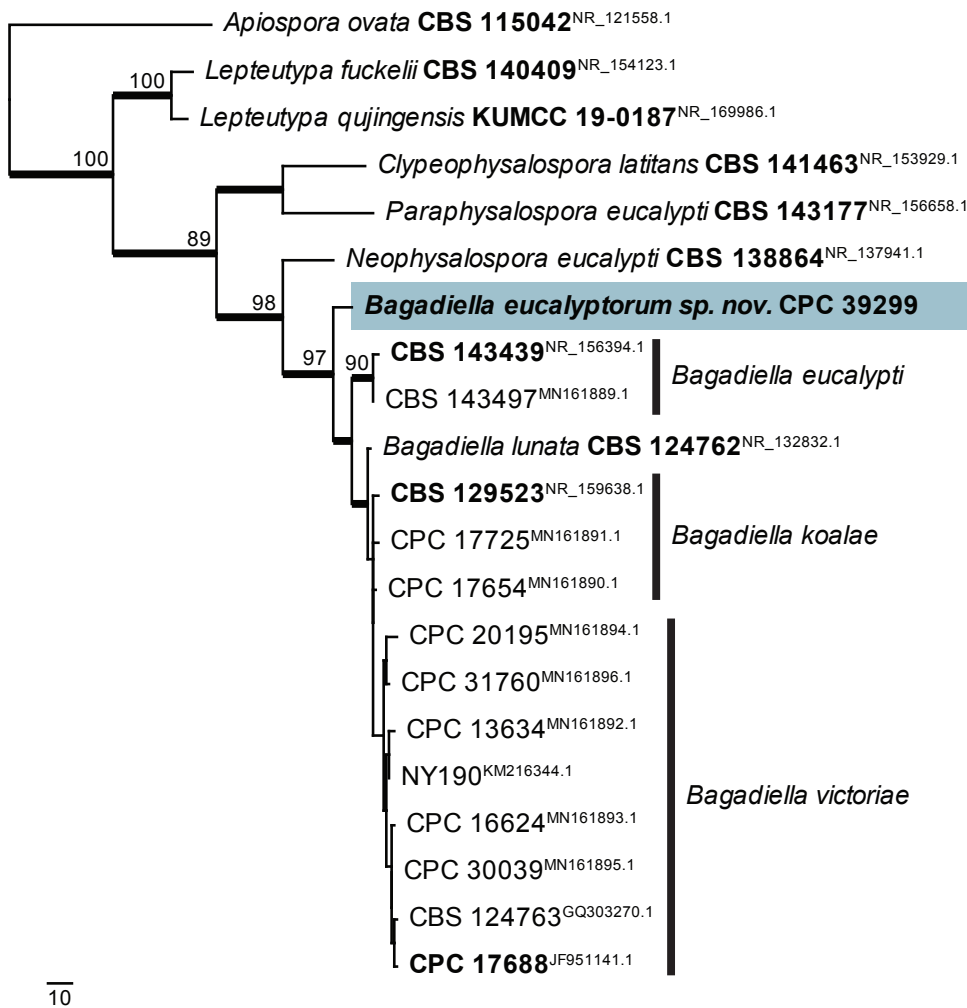 Apiospora ovata CBS 115042NR_121558.1
100
Lepteutypa fuckelii CBS 140409NR_154123.1
Lepteutypa qujingensis KUMCC 19-0187NR_169986.1
100
Clypeophysalospora latitans CBS 141463NR_153929.1
Paraphysalospora eucalypti CBS 143177NR_156658.1
89
Neophysalospora eucalypti CBS 138864NR_137941.1
98
Bagadiella eucalyptorum sp. nov. CPC 39299
97
90
CBS 143439NR_156394.1
Bagadiella eucalypti
CBS 143497MN161889.1
Bagadiella lunata CBS 124762NR_132832.1
CBS 129523NR_159638.1
Bagadiella koalae
CPC 17725MN161891.1
CPC 17654MN161890.1
CPC 20195MN161894.1
CPC 31760MN161896.1
CPC 13634MN161892.1
NY190KM216344.1
Bagadiella victoriae
CPC 16624MN161893.1
CPC 30039MN161895.1
CBS 124763GQ303270.1
CPC 17688JF951141.1
10